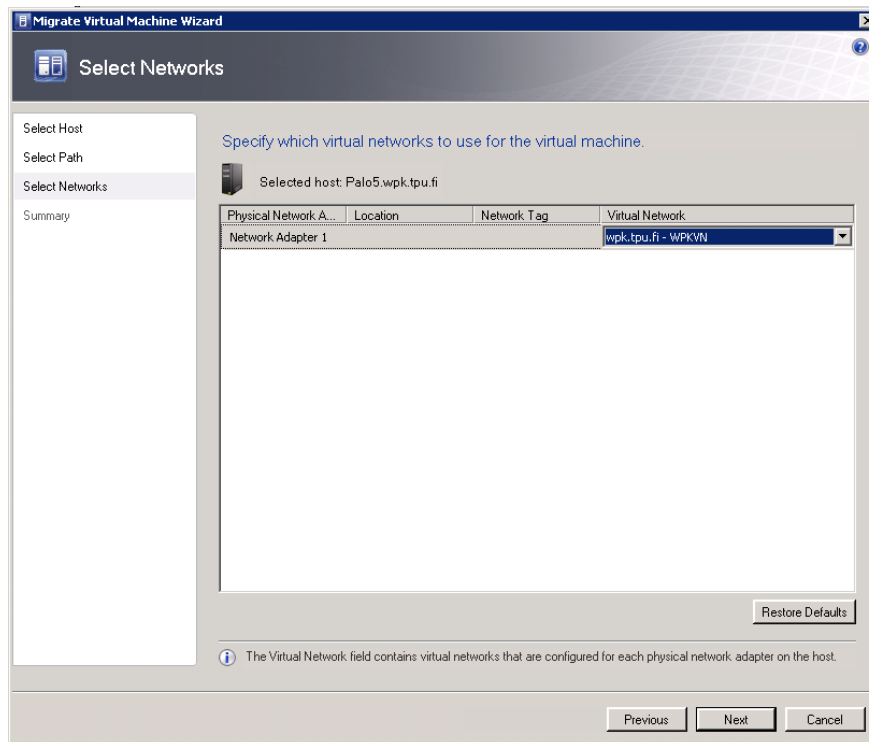 Migrate Virtual Machine Wizard
Select Networks
Select Host
Select Path
Select Networks
Summary
Specify which virtual networks to use for the virtual machine.
Selected host: Palo5.wpk.tpu.fi
Physical Network A... Location Network Tag Virtual Network
Network Adapter 1 wpk.tpu.fi - WPKVN
Restore Defaults
The Virtual Network field contains virtual networks that are configured for each physical network adapter on the host.
Previous Next Cancel